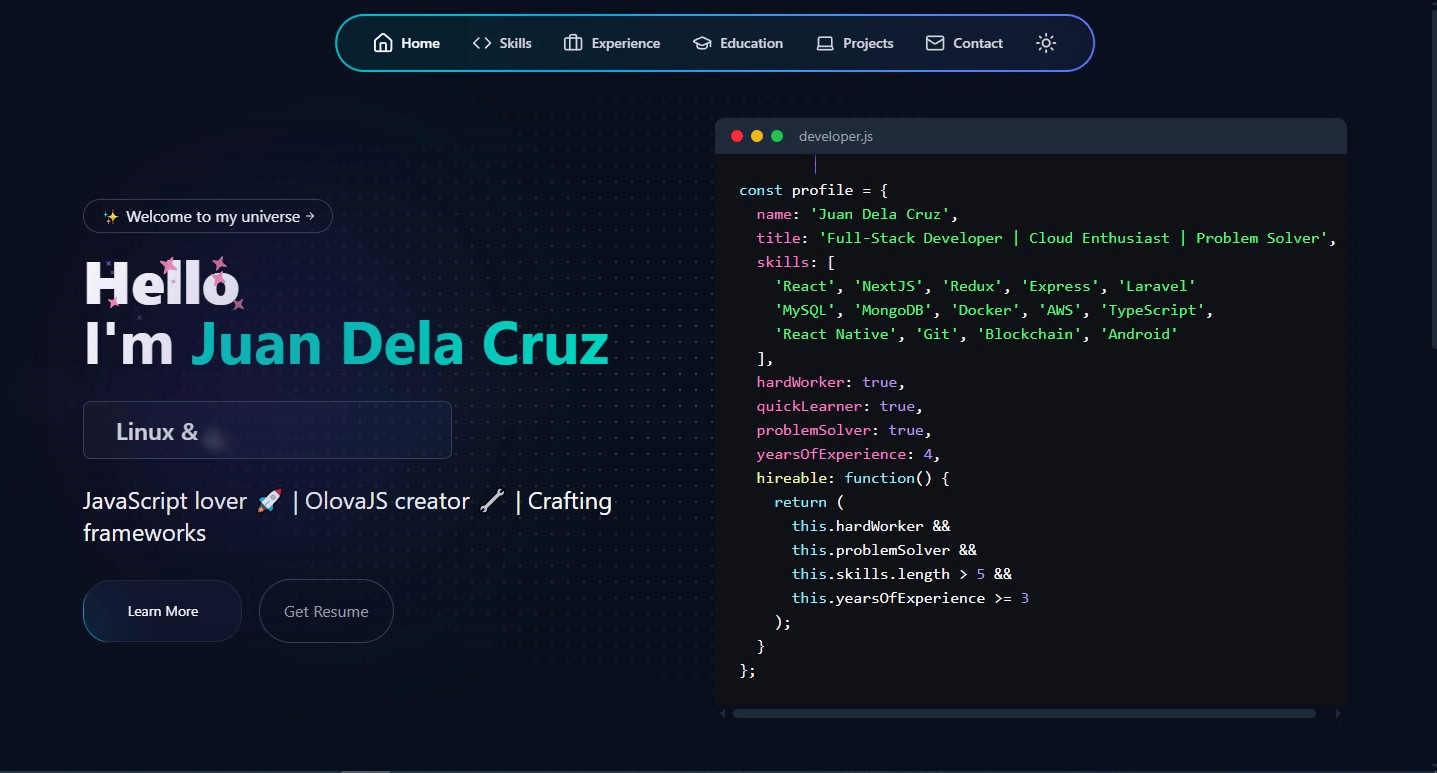 Home Skills Experience Education Projects Contact
✨ Welcome to my universe →
Hello
I'm Juan Dela Cruz
Linux &
JavaScript lover 🚀 | OlovaJS creator 🔧 | Crafting
frameworks
Learn More
Get Resume
developer.js
const profile = {
  name: 'Juan Dela Cruz',
  title: 'Full-Stack Developer | Cloud Enthusiast | Problem Solver',
  skills: [
    'React', 'NextJS', 'Redux', 'Express', 'Laravel'
    'MySQL', 'MongoDB', 'Docker', 'AWS', 'TypeScript',
    'React Native', 'Git', 'Blockchain', 'Android'
  ],
  hardWorker: true,
  quickLearner: true,
  problemSolver: true,
  yearsOfExperience: 4,
  hireable: function() {
    return (
      this.hardWorker &&
      this.problemSolver &&
      this.skills.length > 5 &&
      this.yearsOfExperience >= 3
    );
  }
};